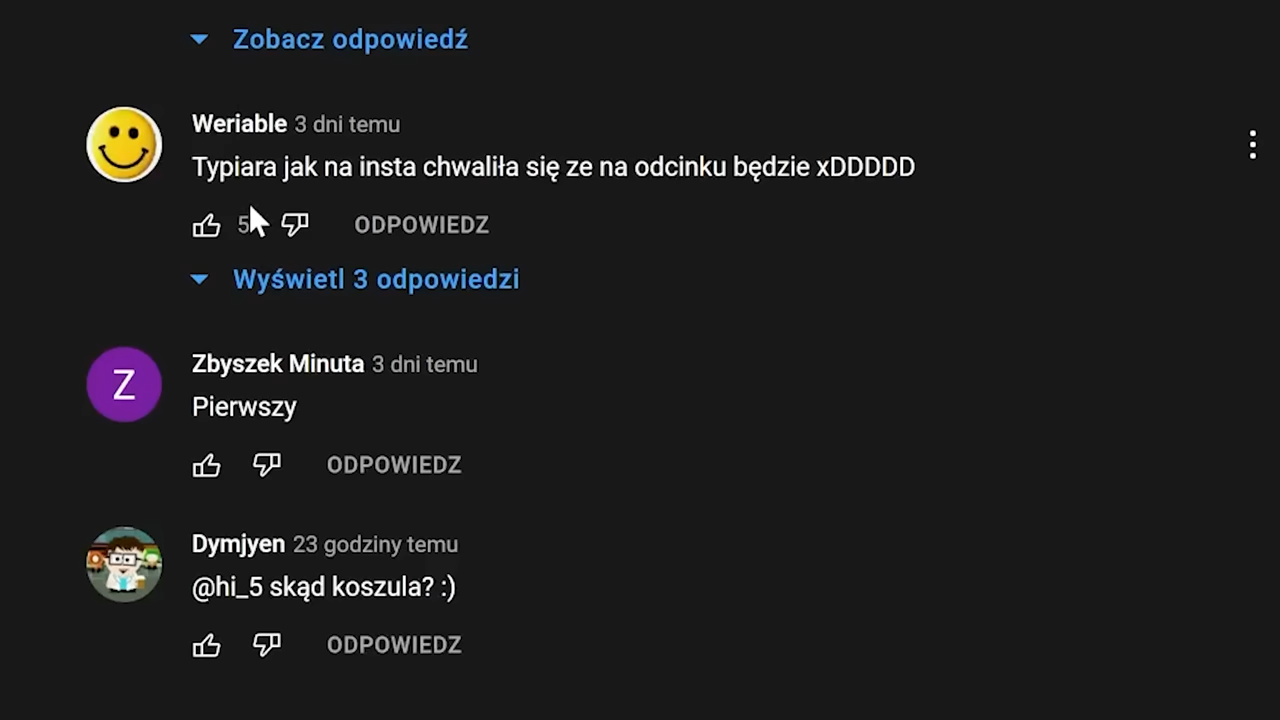 Zobacz odpowiedź
Weriable 3 dni temu
Typiara jak na insta chwaliła się ze na odcinku będzie xDDDDD
5 ODPOWIEDZ
Wyświetl 3 odpowiedzi
Z
Zbyszek Minuta 3 dni temu
Pierwszy
ODPOWIEDZ
Dymjyen 23 godziny temu
@hi_5 skąd koszula? :)
ODPOWIEDZ